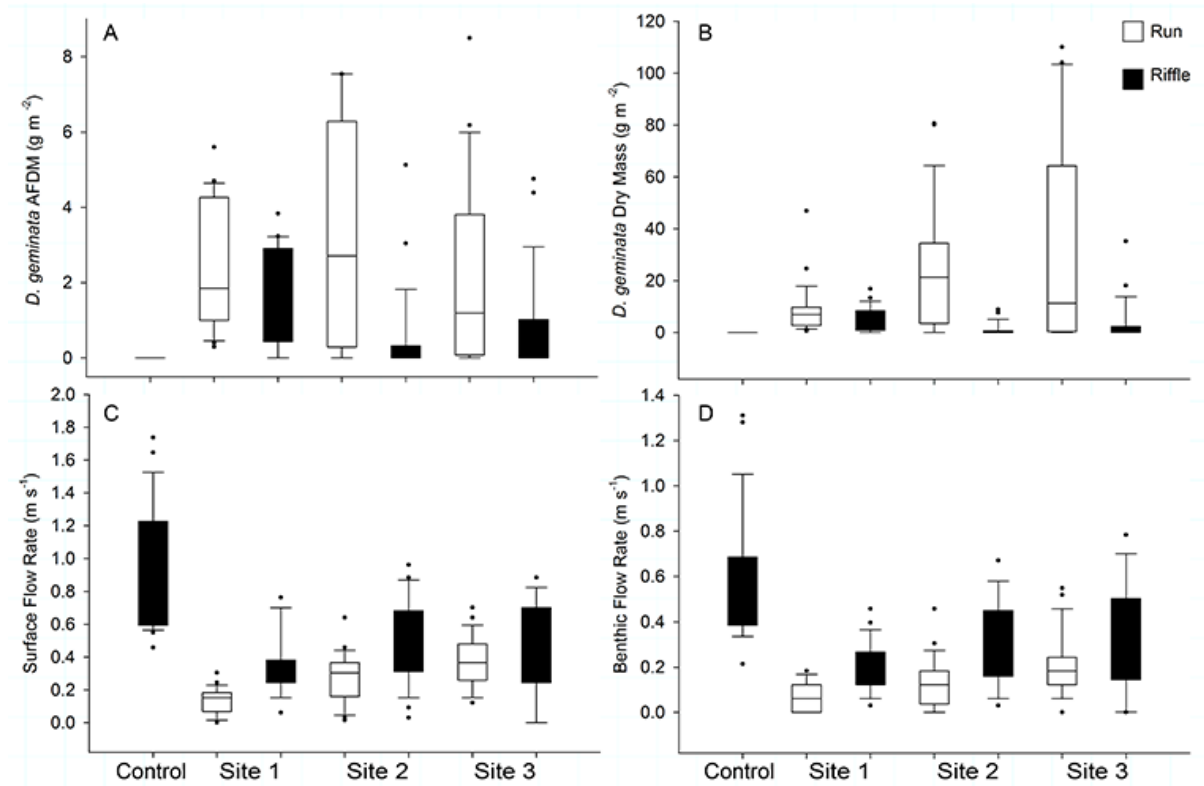 A
D. geminata AFDM (g m -2)
8
6
4
2
0
B
D. geminata Dry Mass (g m -2)
120
100
80
60
40
20
0
Run
Riffle
C
Surface Flow Rate (m s-1)
2.0
1.8
1.6
1.4
1.2
1.0
0.8
0.6
0.4
0.2
0.0
Control Site 1 Site 2 Site 3
D
Benthic Flow Rate (m s-1)
1.4
1.2
1.0
0.8
0.6
0.4
0.2
0.0
Control Site 1 Site 2 Site 3